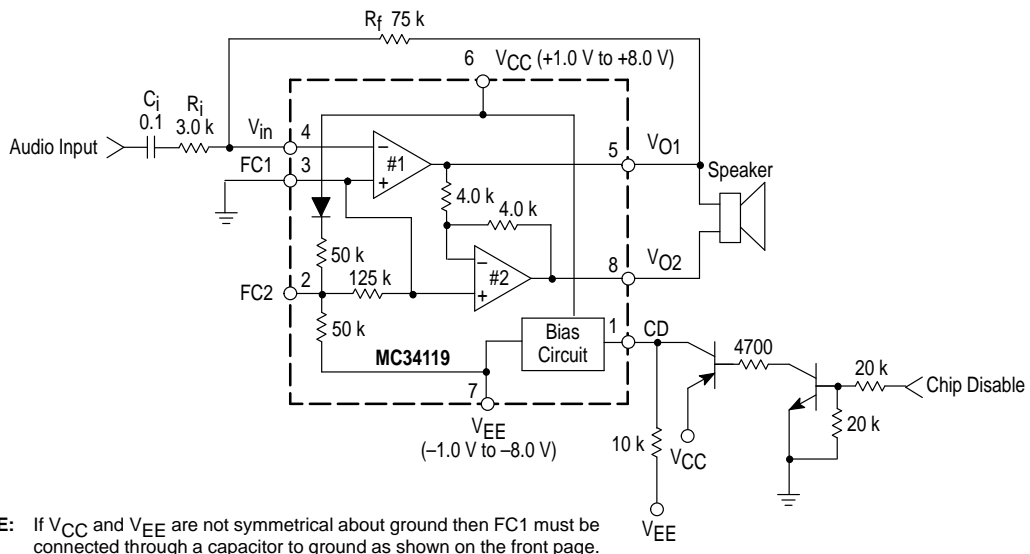 Rf 75 k
6 VCC (+1.0 V to +8.0 V)
Ci
0.1
Ri
3.0 k
Audio Input
Vin
4
FC1
3
#1
5
VO1
Speaker
4.0 k
4.0 k
50 k
2
FC2
125 k
#2
8
VO2
50 k
MC34119
Bias
Circuit
1
CD
4700
20 k
Chip Disable
20 k
7
VEE
(–1.0 V to –8.0 V)
10 k
VCC
VEE
E: If VCC and VEE are not symmetrical about ground then FC1 must be
connected through a capacitor to ground as shown on the front page.